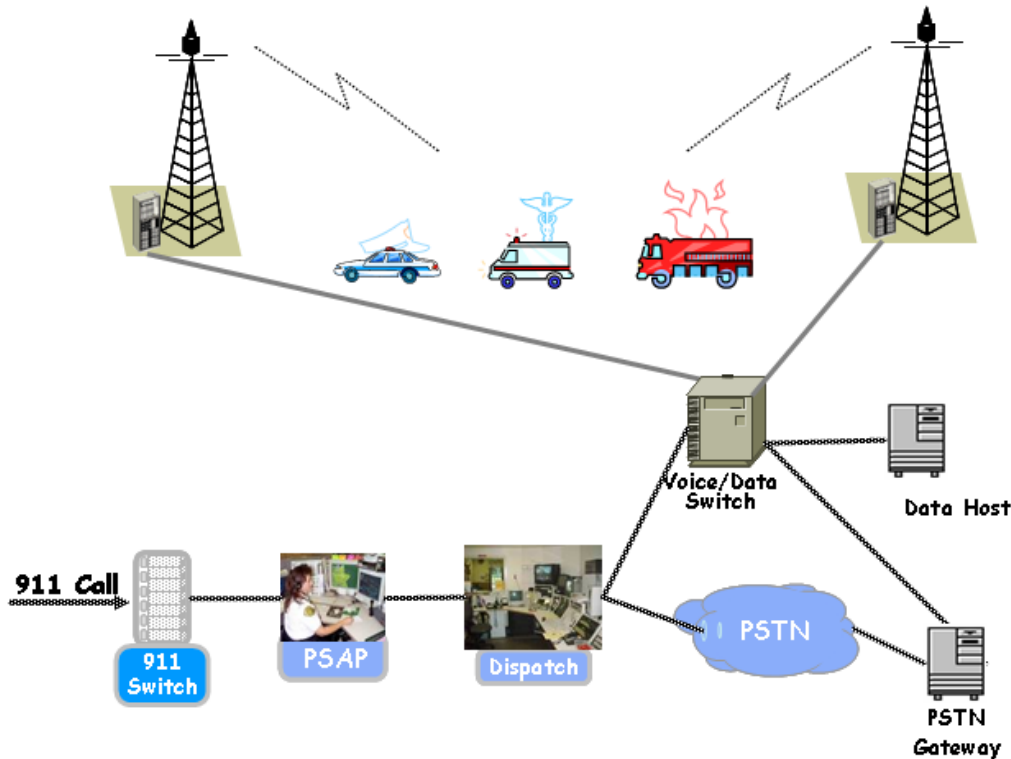 Voice/Data
Switch
Data Host
911 Call
911
Switch
PSAP
Dispatch
PSTN
PSTN
Gateway